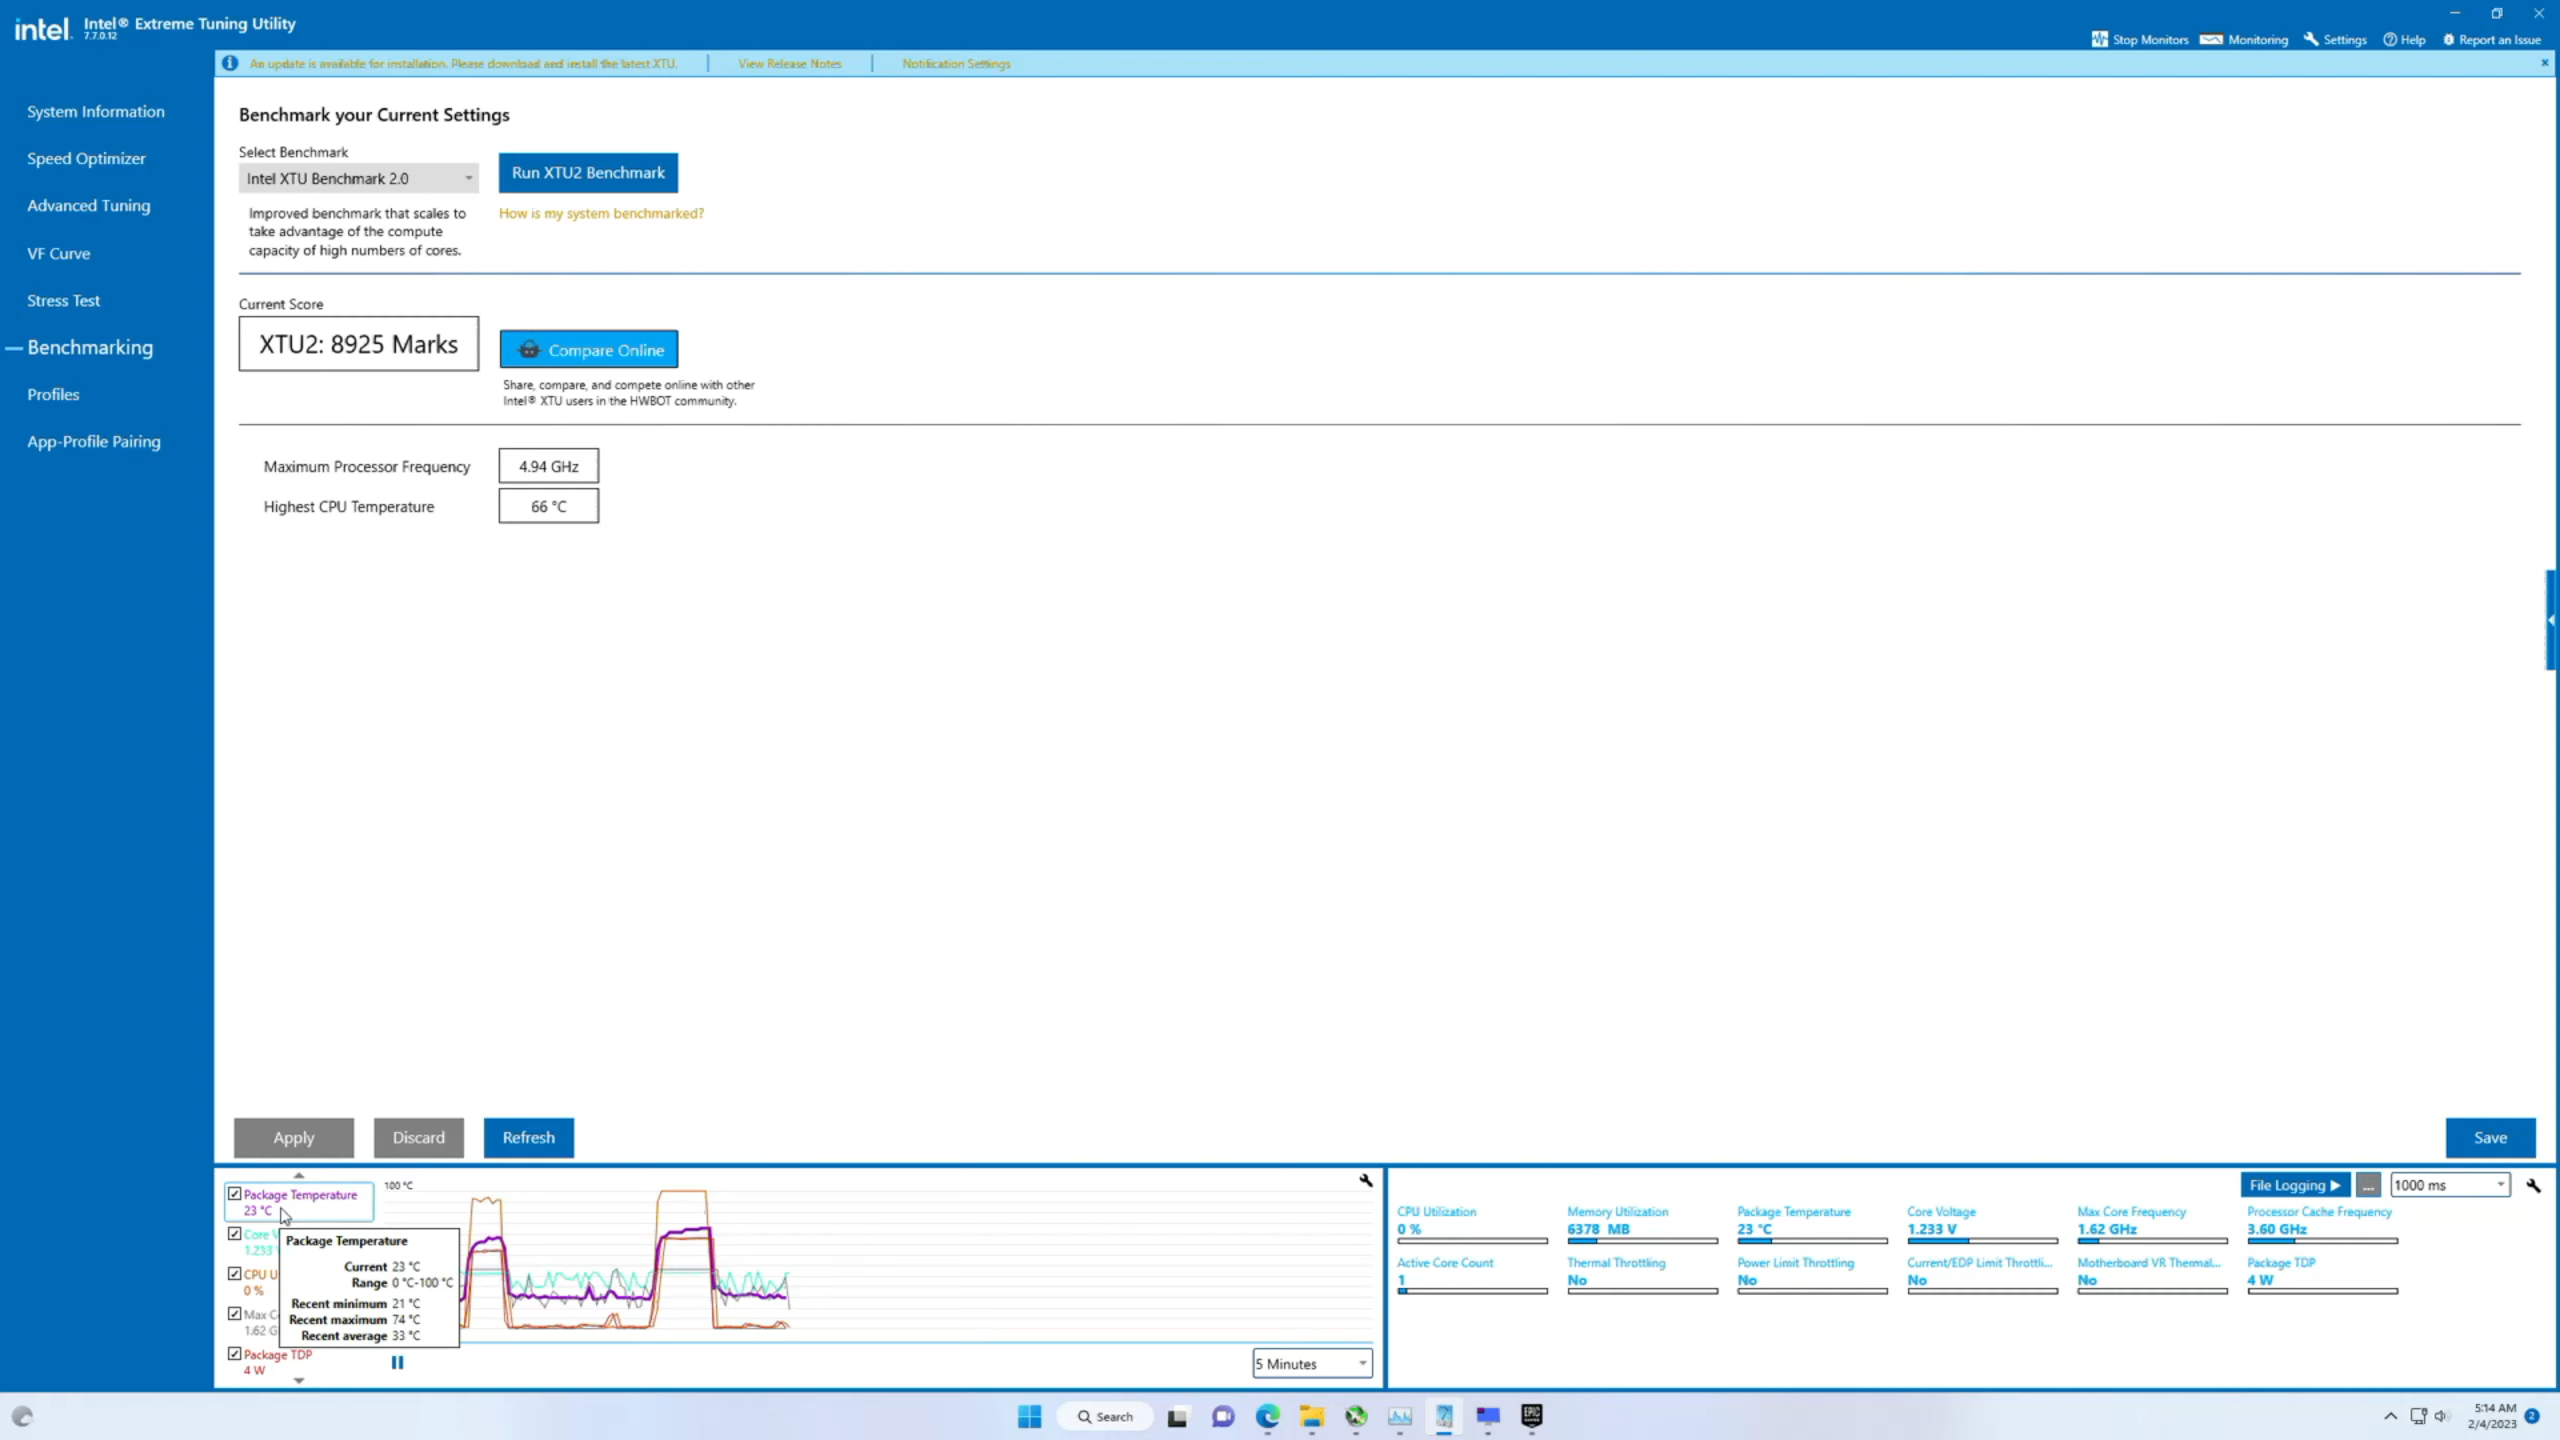 intel.
Intel® Extreme Tuning Utility
7.7.0.12
Stop Monitors
Monitoring
Settings
Help
Report an Issue
An update is available for installation. Please download and install the latest XTU.
View Release Notes
Notification Settings
System Information
Speed Optimizer
Advanced Tuning
VF Curve
Stress Test
Benchmarking
Profiles
App-Profile Pairing
Benchmark your Current Settings
Select Benchmark
Intel XTU Benchmark 2.0
Run XTU2 Benchmark
Improved benchmark that scales to
take advantage of the compute
capacity of high numbers of cores.
How is my system benchmarked?
Current Score
XTU2: 8925 Marks
Compare Online
Share, compare, and compete online with other
Intel® XTU users in the HWBOT community.
Maximum Processor Frequency
4.94 GHz
Highest CPU Temperature
66 °C
Apply
Discard
Refresh
Save
Package Temperature
23 °C
Core V
1.233
CPU U
0 %
Max C
1.62 G
Package TDP
4 W
100 °C
Package Temperature
Current 23 °C
Range 0 °C-100 °C
Recent minimum 21 °C
Recent maximum 74 °C
Recent average 33 °C
5 Minutes
File Logging
...
1000 ms
CPU Utilization
0 %
Memory Utilization
6378 MB
Package Temperature
23 °C
Core Voltage
1.233 V
Max Core Frequency
1.62 GHz
Processor Cache Frequency
3.60 GHz
Active Core Count
1
Thermal Throttling
No
Power Limit Throttling
No
Current/EDP Limit Throttli...
No
Motherboard VR Thermal...
No
Package TDP
4 W
Search
EPIC
5:14 AM
2/4/2023
2